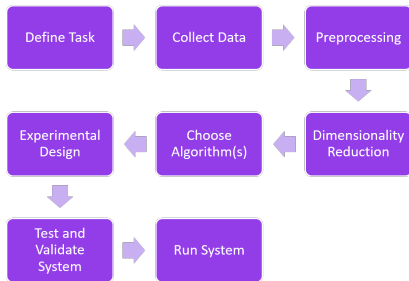 Define Task
Collect Data
Preprocessing
Dimensionality
Reduction
Choose
Algorithm(s)
Experimental
Design
Test and
Validate
System
Run System